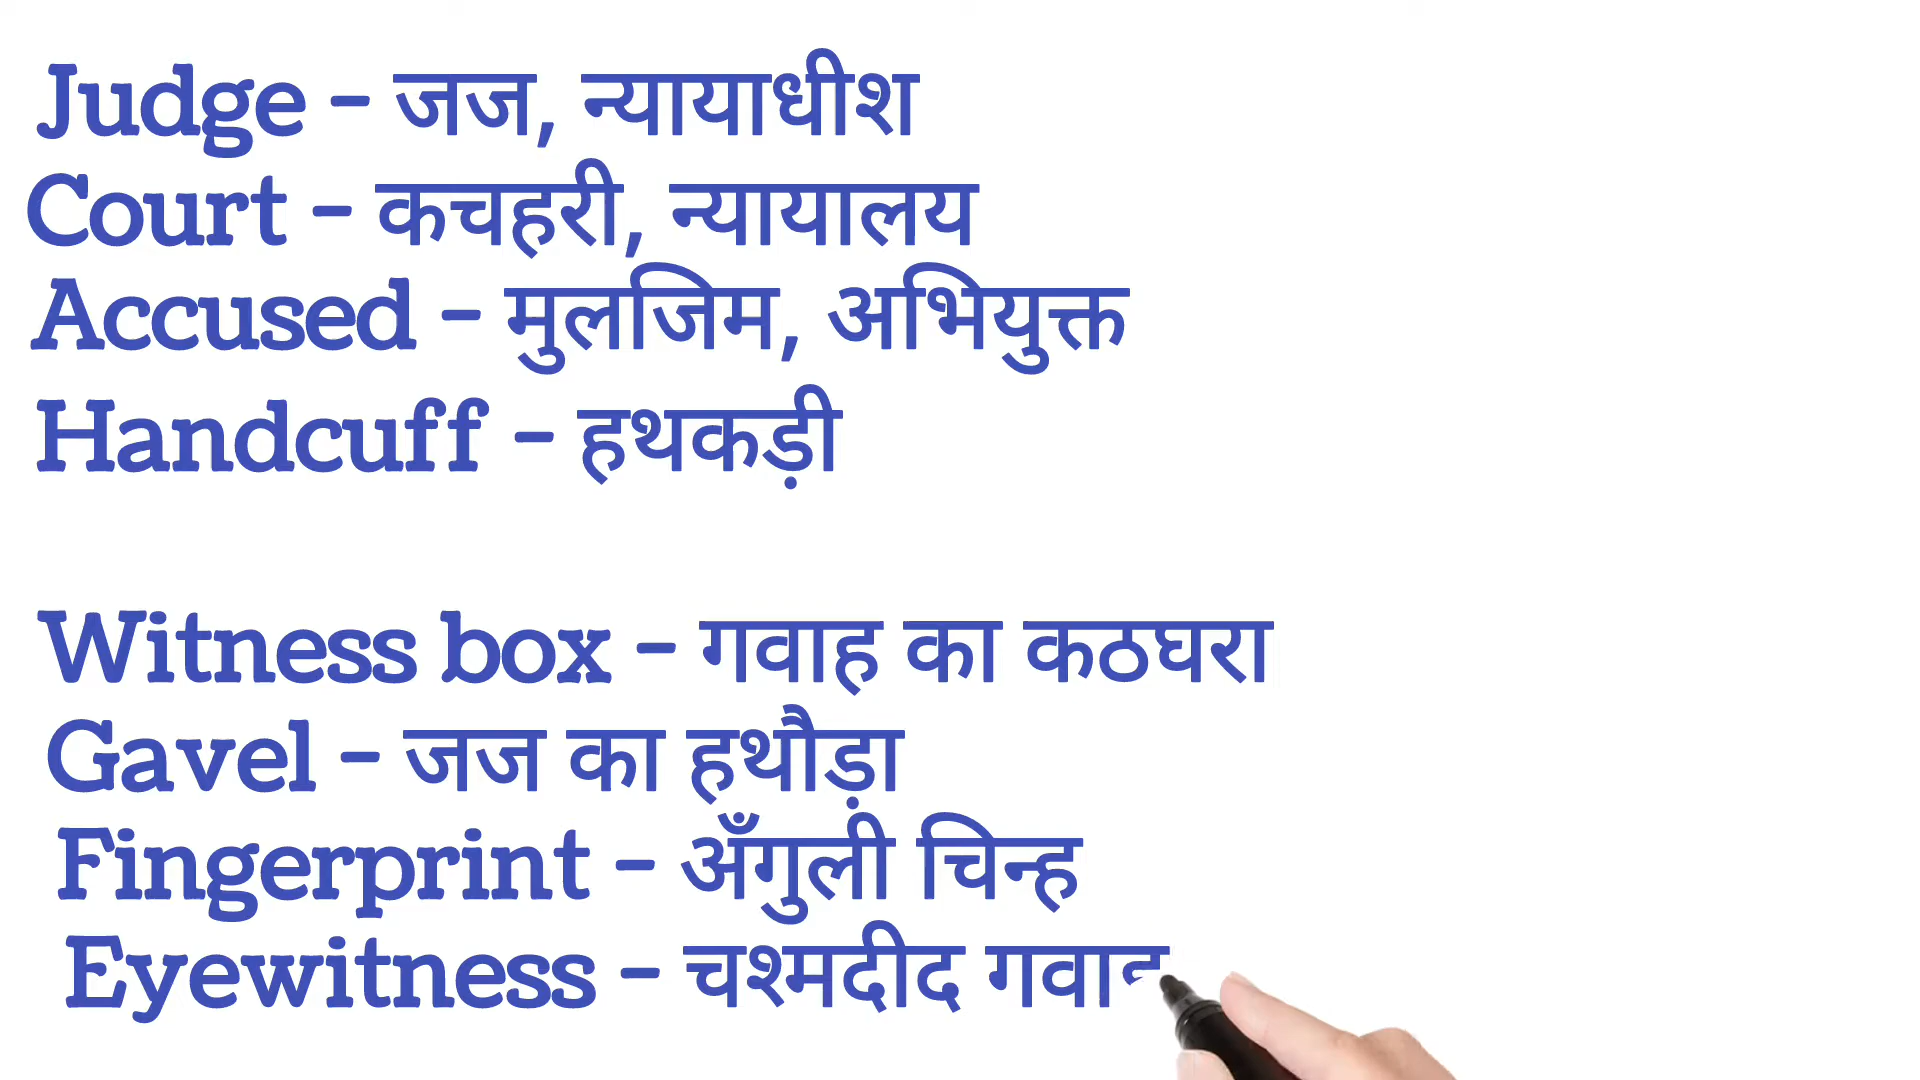 Judge - जज, न्यायाधीश
Court - कचहरी, न्यायालय
Accused - मुलजिम, अभियुक्त
Handcuff - हथकड़ी
Witness box - गवाह का कठघरा
Gavel - जज का हथौड़ा
Fingerprint - अँगुली चिन्ह
Eyewitness - चश्मदीद गवाह